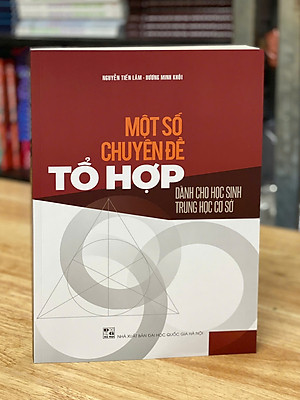 NGUYỄN TIẾN LÂM - DƯƠNG MINH KHÔI
MỘT SỐ
CHUYÊN ĐỀ
TỔ HỢP
DÀNH CHO HỌC SINH
TRUNG HỌC CƠ SỞ
NHÀ XUẤT BẢN ĐẠI HỌC QUỐC GIA HÀ NỘI